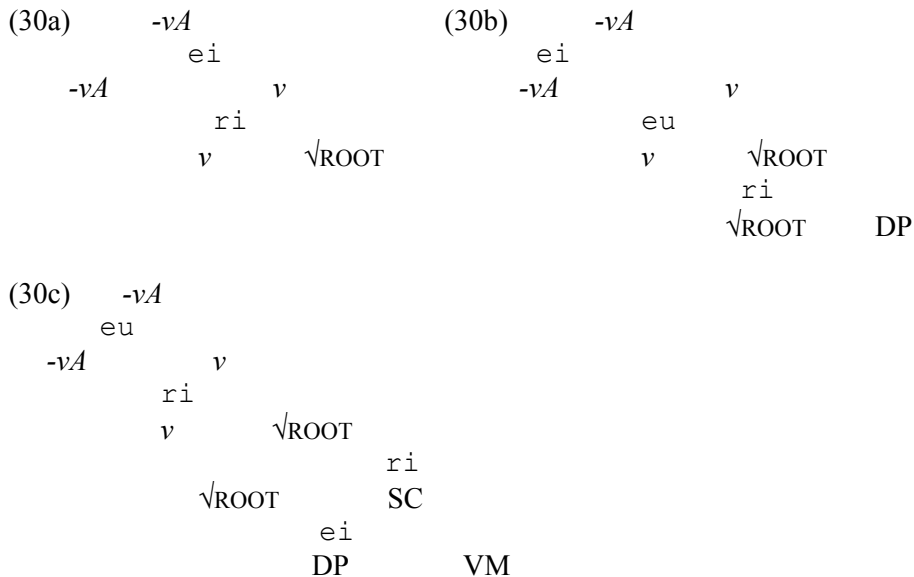 (30a) -vA (30b) -vA
ei ei
-vA v -vA v
ri eu
v √ROOT v √ROOT
ri
√ROOT DP
(30c) -vA
eu
-vA v
ri
v √ROOT
ri
√ROOT SC
ei
DP VM